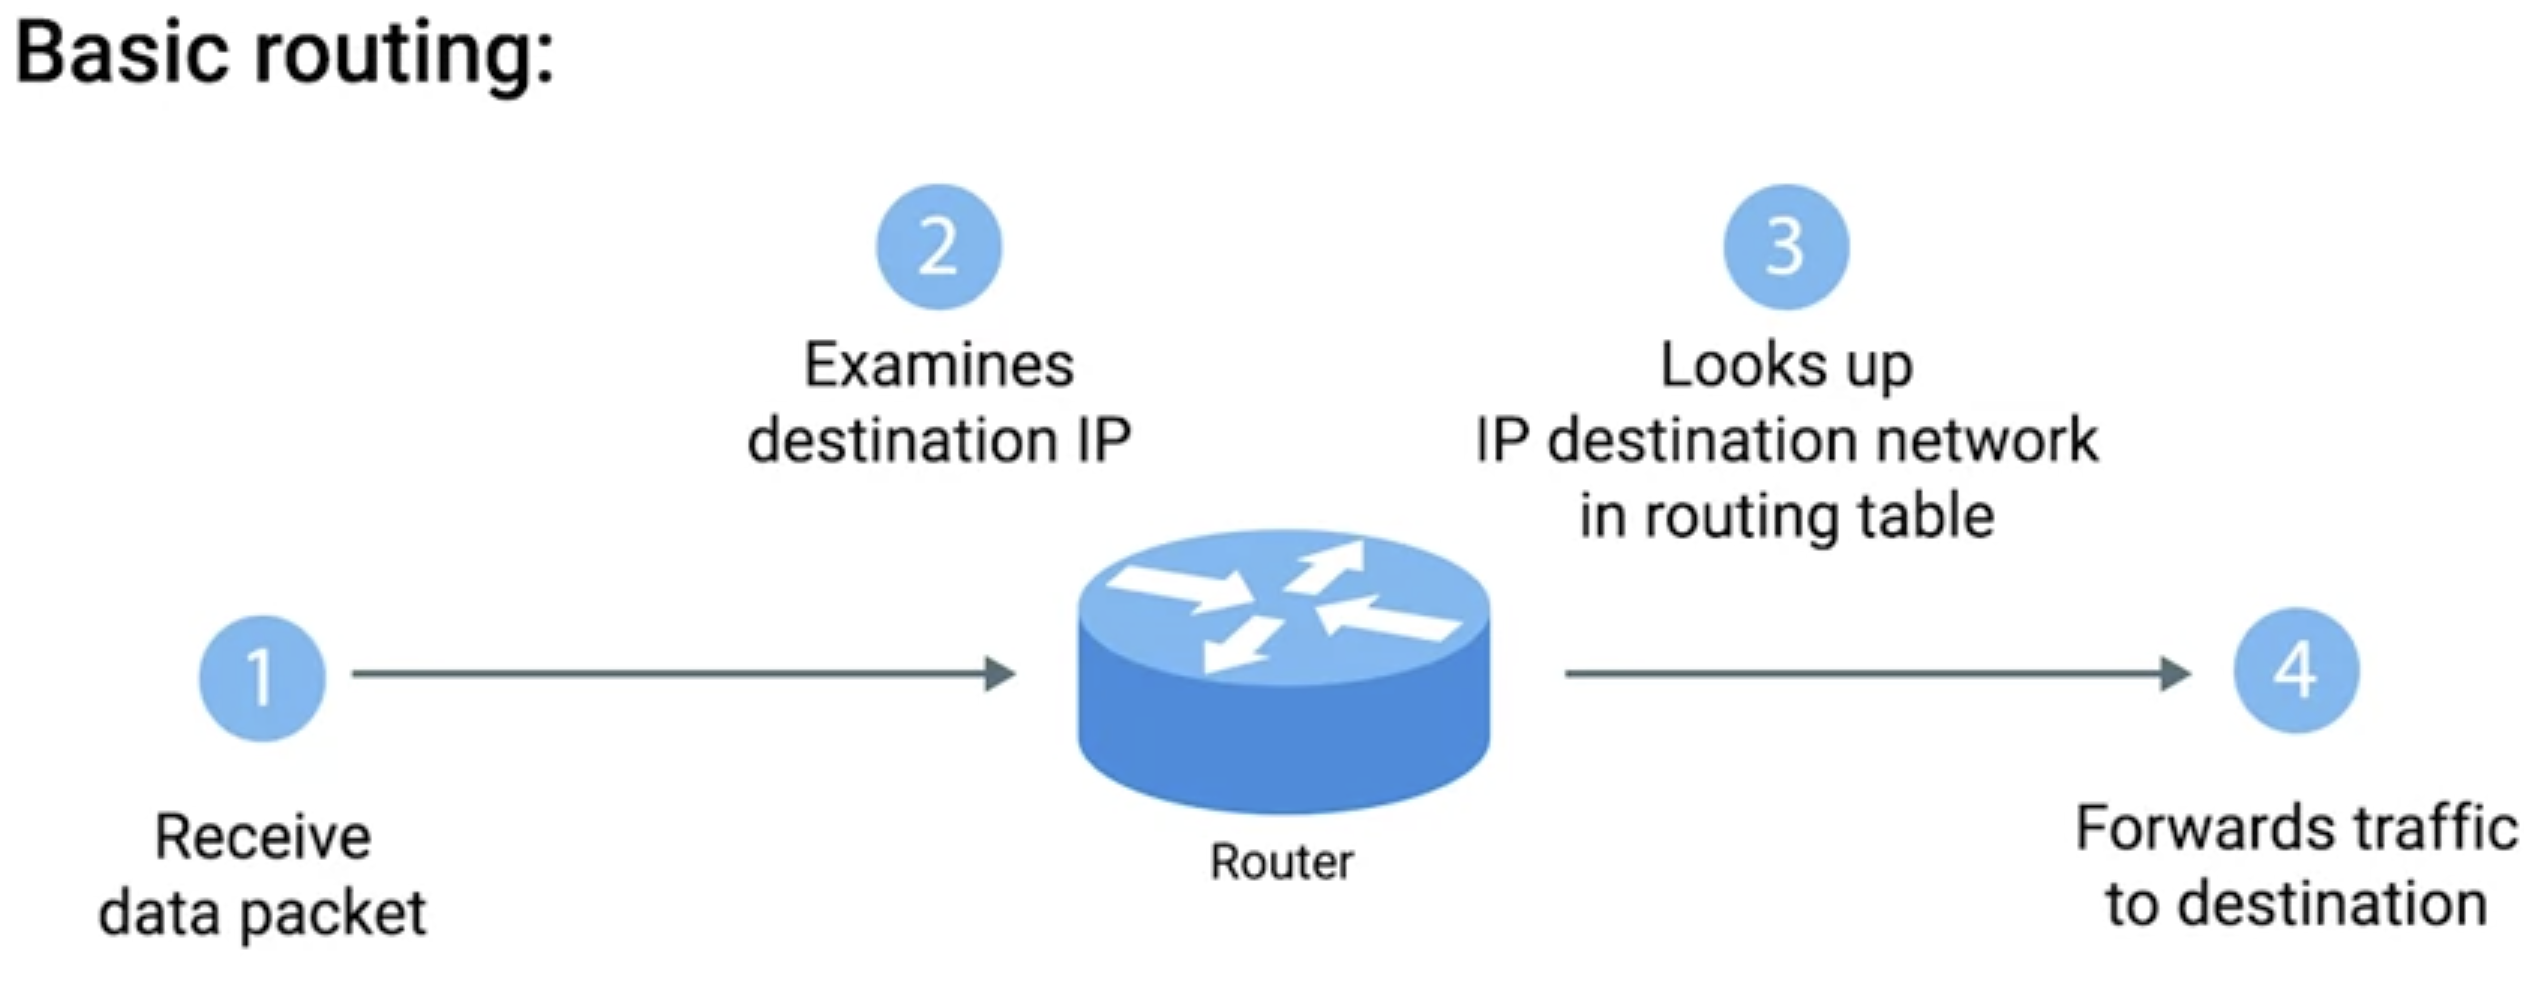 Basic routing:
2
Examines
destination IP
3
Looks up
IP destination network
in routing table
1
Receive
data packet
Router
4
Forwards traffic
to destination